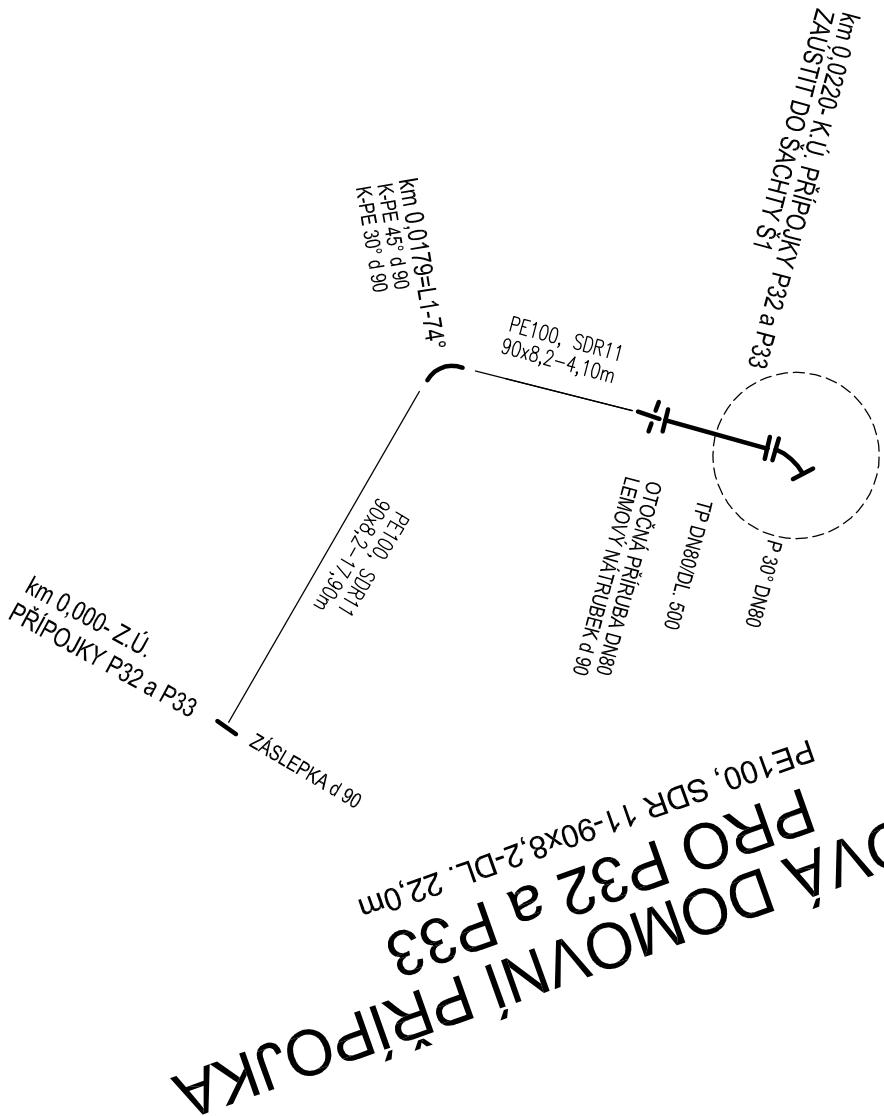 km 0,0220- K.Ú. PŘÍPOJKY P32 a P33
ZAÚSTIT DO ŠACHTY Š1
km 0,0179=L1-74°
K-PE 45° d 90
K-PE 30° d 90
PE100, SDR11
90x8,2-4,10m
PE100, SDR11
90x8,2-17,90m
OTOČNÁ PŘÍRUBA DN80
LEMOVÝ NÁTRUBEK d 90
TP DN80/DL. 500
P 30° DN80
km 0,000- Z.Ú.
PŘÍPOJKY P32 a P33
ZÁSLEPKA d 90
OVÁ DOMOVNÍ PŘÍPOJKA
PRO P32 a P33
PE100, SDR 11-90x8,2-DL. 22,0m